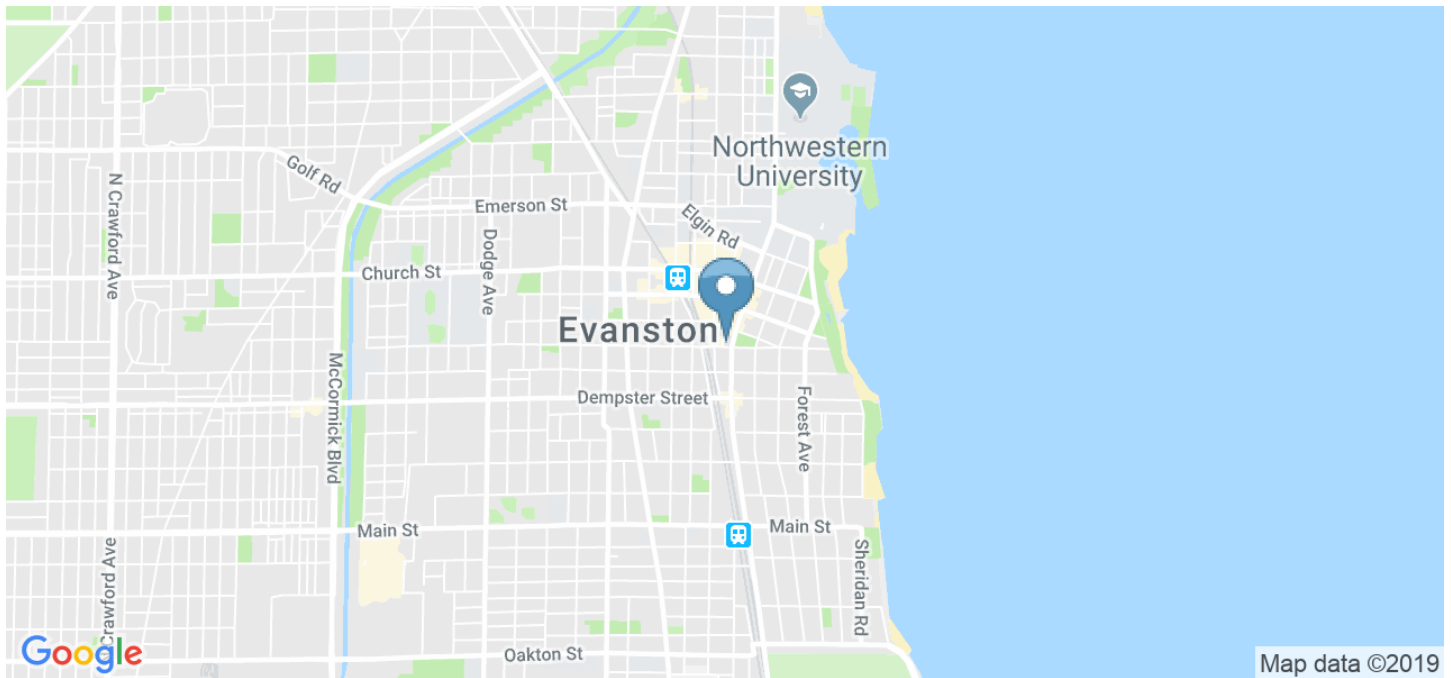 Northwestern
University
Golf Rd
N Crawford Ave
Emerson St
Elgin Rd
Dodge Ave
Church St
Evanston
McCormick Blvd
Dempster Street
Forest Ave
Main St
Main St
Crawford Ave
Sheridan Rd
Oakton St
Google
Map data ©2019